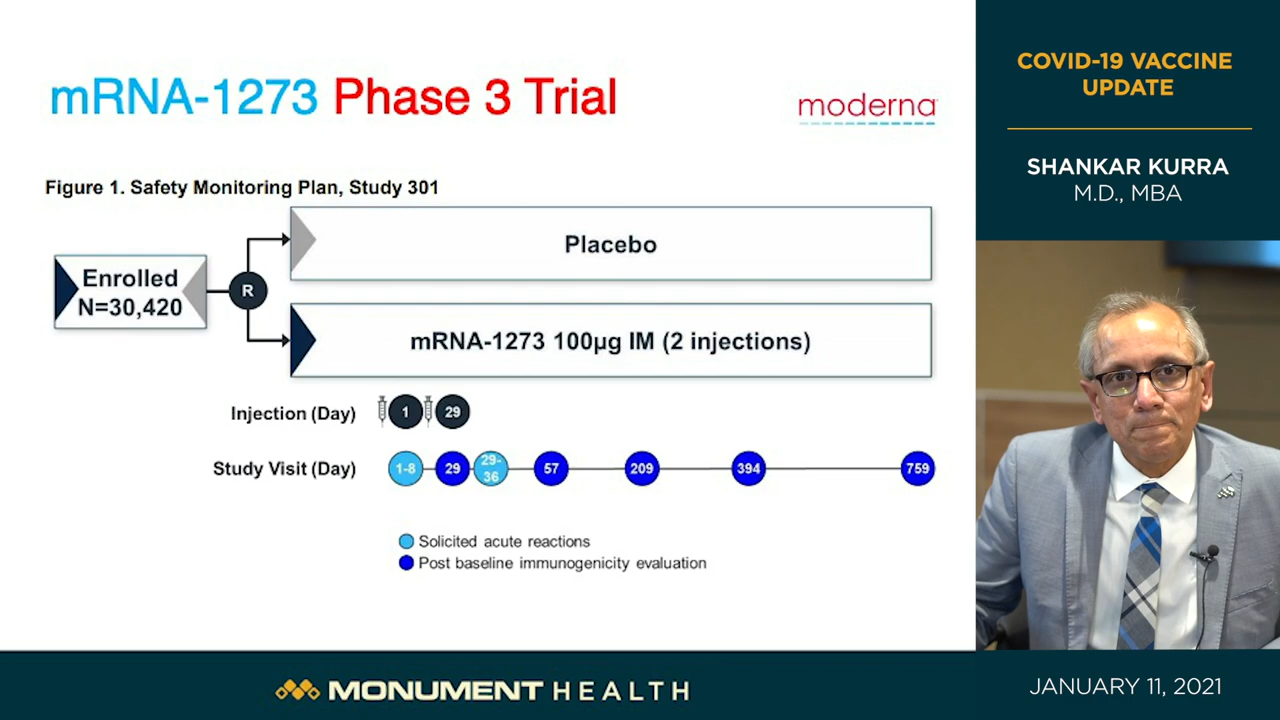 mRNA-1273 Phase 3 Trial
moderna
Figure 1. Safety Monitoring Plan, Study 301
Enrolled
N=30,420
R
Placebo
mRNA-1273 100µg IM (2 injections)
Injection (Day)
1
29
Study Visit (Day)
1-8
29
29-
36
57
209
394
759
Solicited acute reactions
Post baseline immunogenicity evaluation
COVID-19 VACCINE
UPDATE
SHANKAR KURRA
M.D., MBA
MONUMENT HEALTH
JANUARY 11, 2021